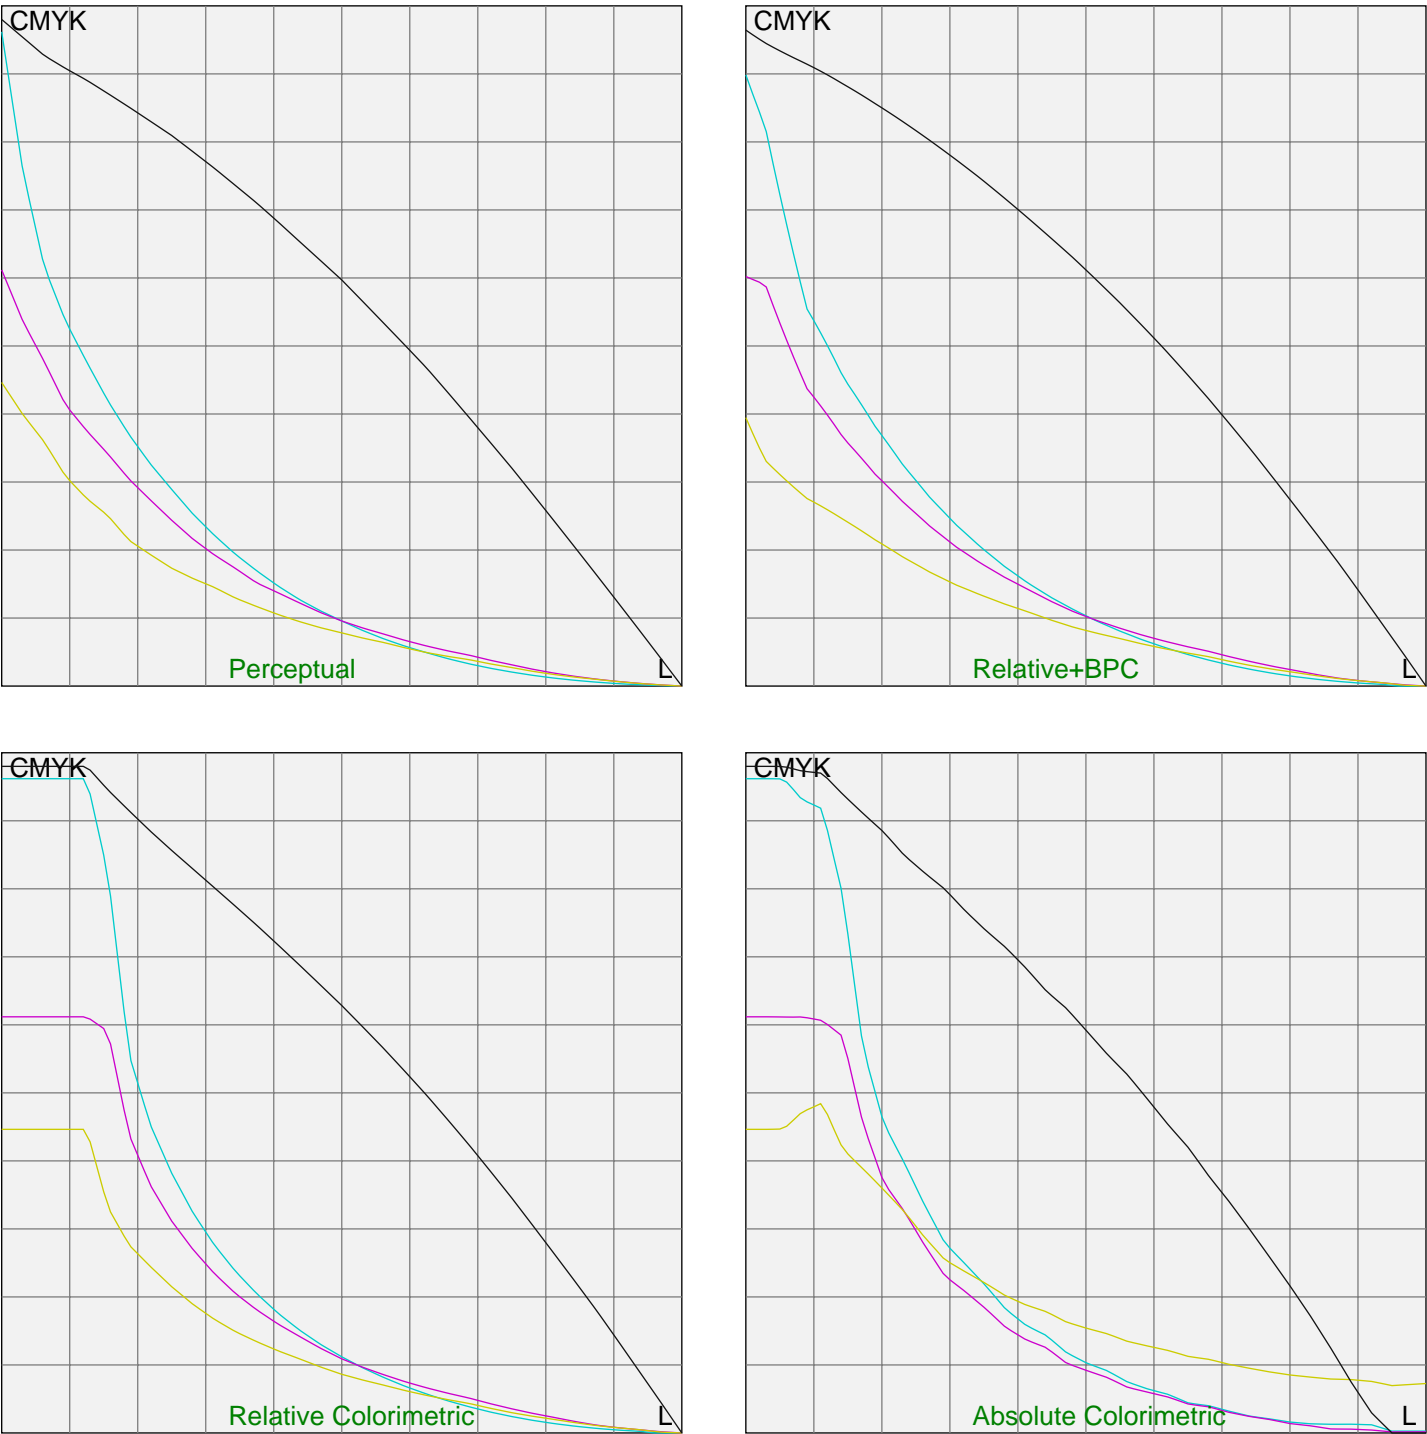 CMYK
L
Perceptual
CMYK
L
Relative+BPC
CMYK
L
Relative Colorimetric
CMYK
L
Absolute Colorimetric